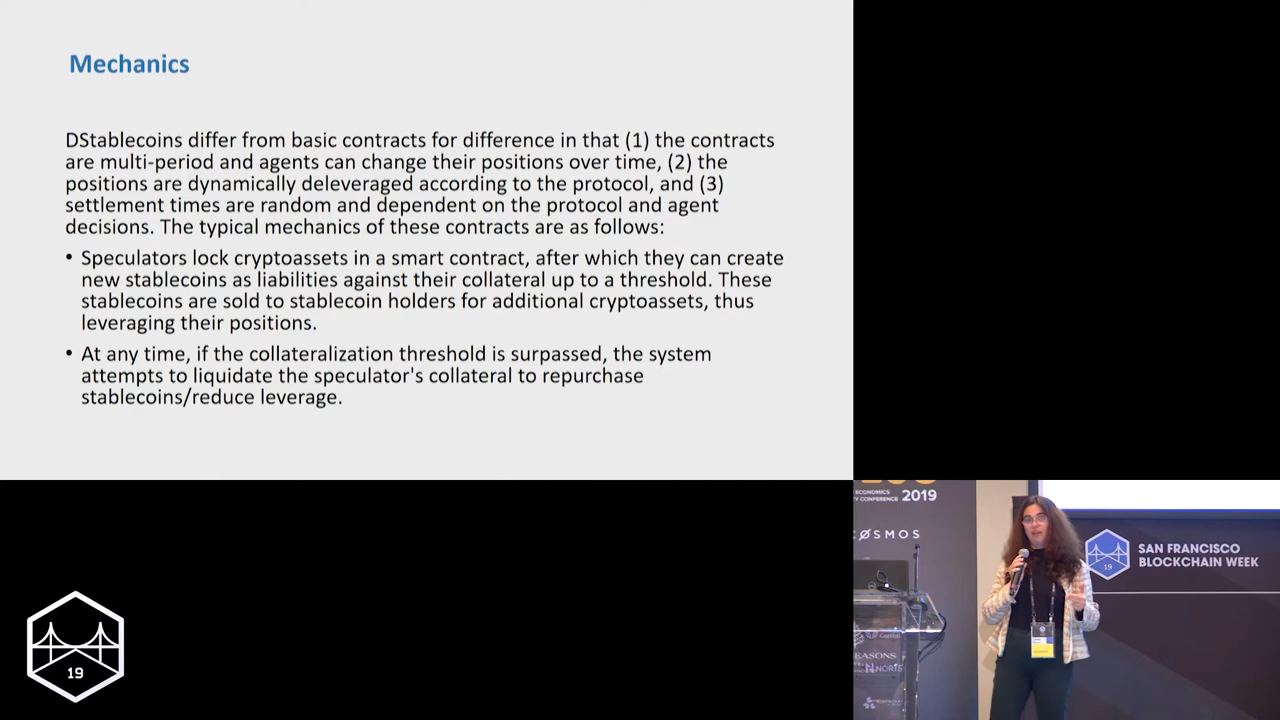 Mechanics
DStablecoins differ from basic contracts for difference in that (1) the contracts
are multi-period and agents can change their positions over time, (2) the
positions are dynamically deleveraged according to the protocol, and (3)
settlement times are random and dependent on the protocol and agent
decisions. The typical mechanics of these contracts are as follows:
• Speculators lock cryptoassets in a smart contract, after which they can create
new stablecoins as liabilities against their collateral up to a threshold. These
stablecoins are sold to stablecoin holders for additional cryptoassets, thus
leveraging their positions.
• At any time, if the collateralization threshold is surpassed, the system
attempts to liquidate the speculator's collateral to repurchase
stablecoins/reduce leverage.
19
ECONOMICS
CONFERENCE 2019
COSMOS
19
SAN FRANCISCO
BLOCKCHAIN WEEK